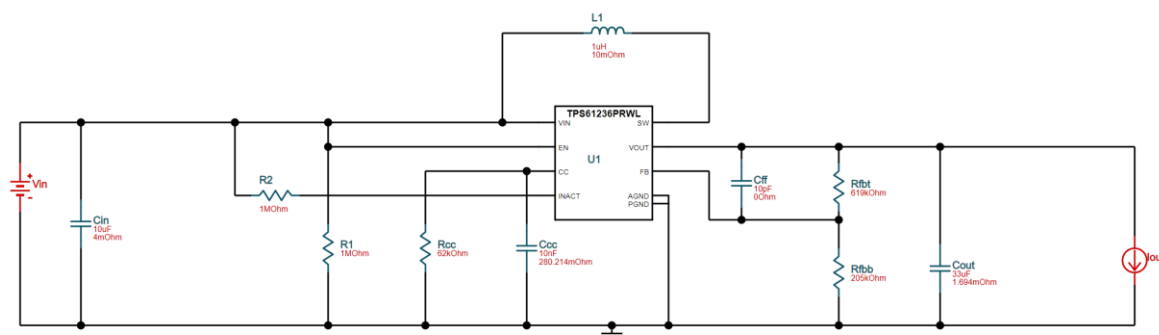 L1
1uH
10mOhm
TPS61236PRWL
VIN
SW
EN
VOUT
U1
CC
FB
INACT
AGND
PGND
Vin
+
-
Cin
10uF
4mOhm
R2
1MOhm
R1
1MOhm
Rcc
62kOhm
Ccc
10nF
280.214mOhm
Cff
10pF
0Ohm
Rfbt
619kOhm
Rfbb
205kOhm
Cout
33uF
1.694mOhm
Iou